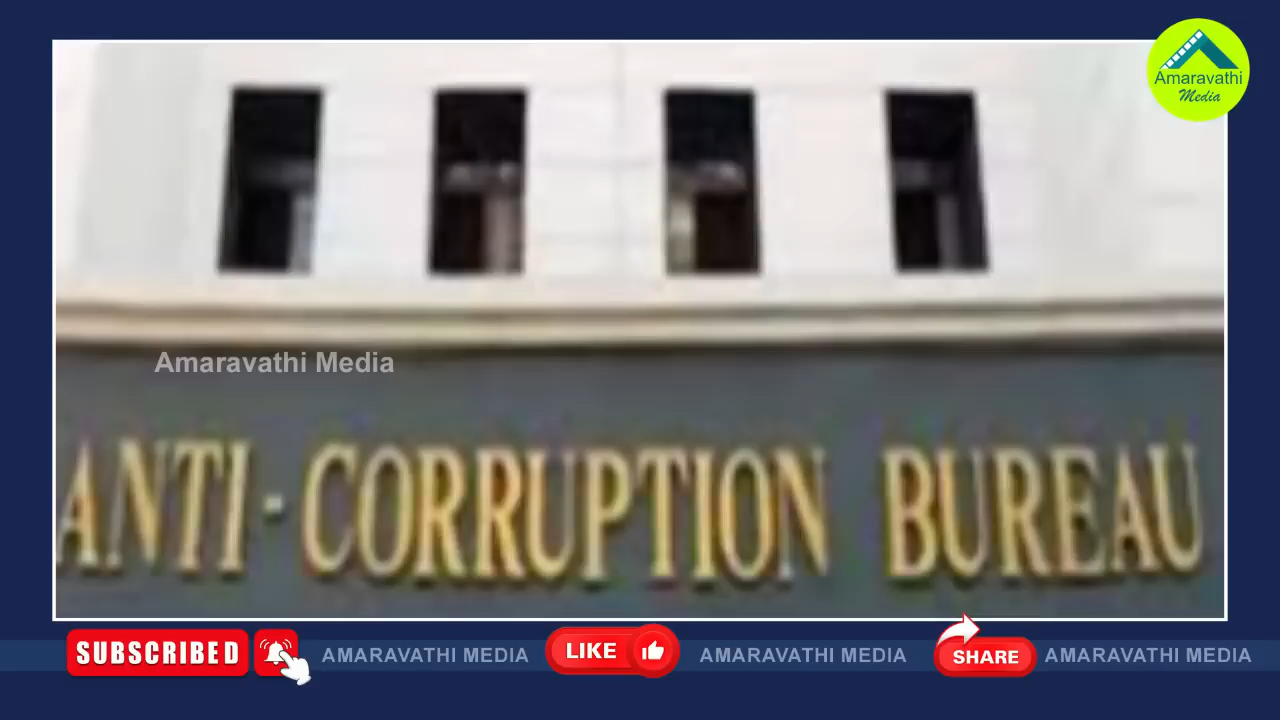 Amaravathi
Media
Amaravathi Media
ANTI-CORRUPTION BUREAU
SUBSCRIBED
AMARAVATHI MEDIA
LIKE
AMARAVATHI MEDIA
SHARE
AMARAVATHI MEDIA